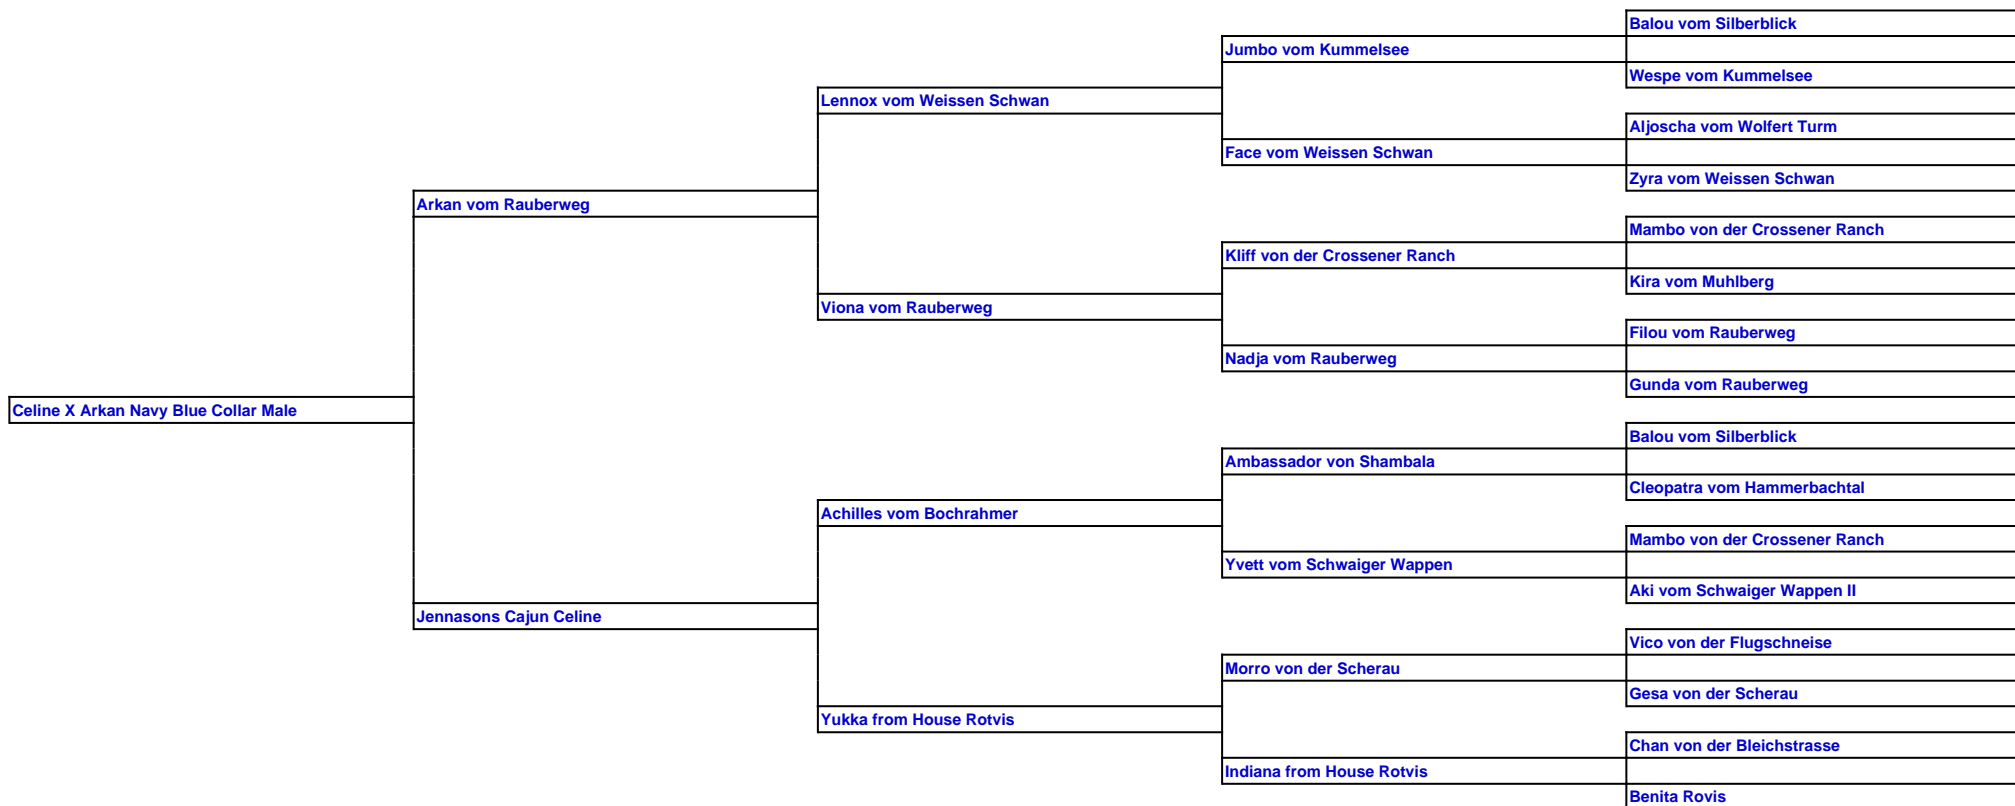 Balou vom Silberblick
Jumbo vom Kummelsee
Wespe vom Kummelsee
Lennox vom Weissen Schwan
Aljoscha vom Wolfert Turm
Face vom Weissen Schwan
Zyra vom Weissen Schwan
Arkan vom Rauberweg
Mambo von der Crossener Ranch
Kliff von der Crossener Ranch
Kira vom Muhlberg
Viona vom Rauberweg
Filou vom Rauberweg
Nadja vom Rauberweg
Gunda vom Rauberweg
Celine X Arkan Navy Blue Collar Male
Balou vom Silberblick
Ambassador von Shambala
Cleopatra vom Hammerbachtal
Achilles vom Bochrahmer
Mambo von der Crossener Ranch
Yvett vom Schwaiger Wappen
Aki vom Schwaiger Wappen II
Jennasons Cajun Celine
Vico von der Flugschneise
Morro von der Scherau
Gesa von der Scherau
Yukka from House Rotvis
Chan von der Bleichstrasse
Indiana from House Rotvis
Benita Rovis